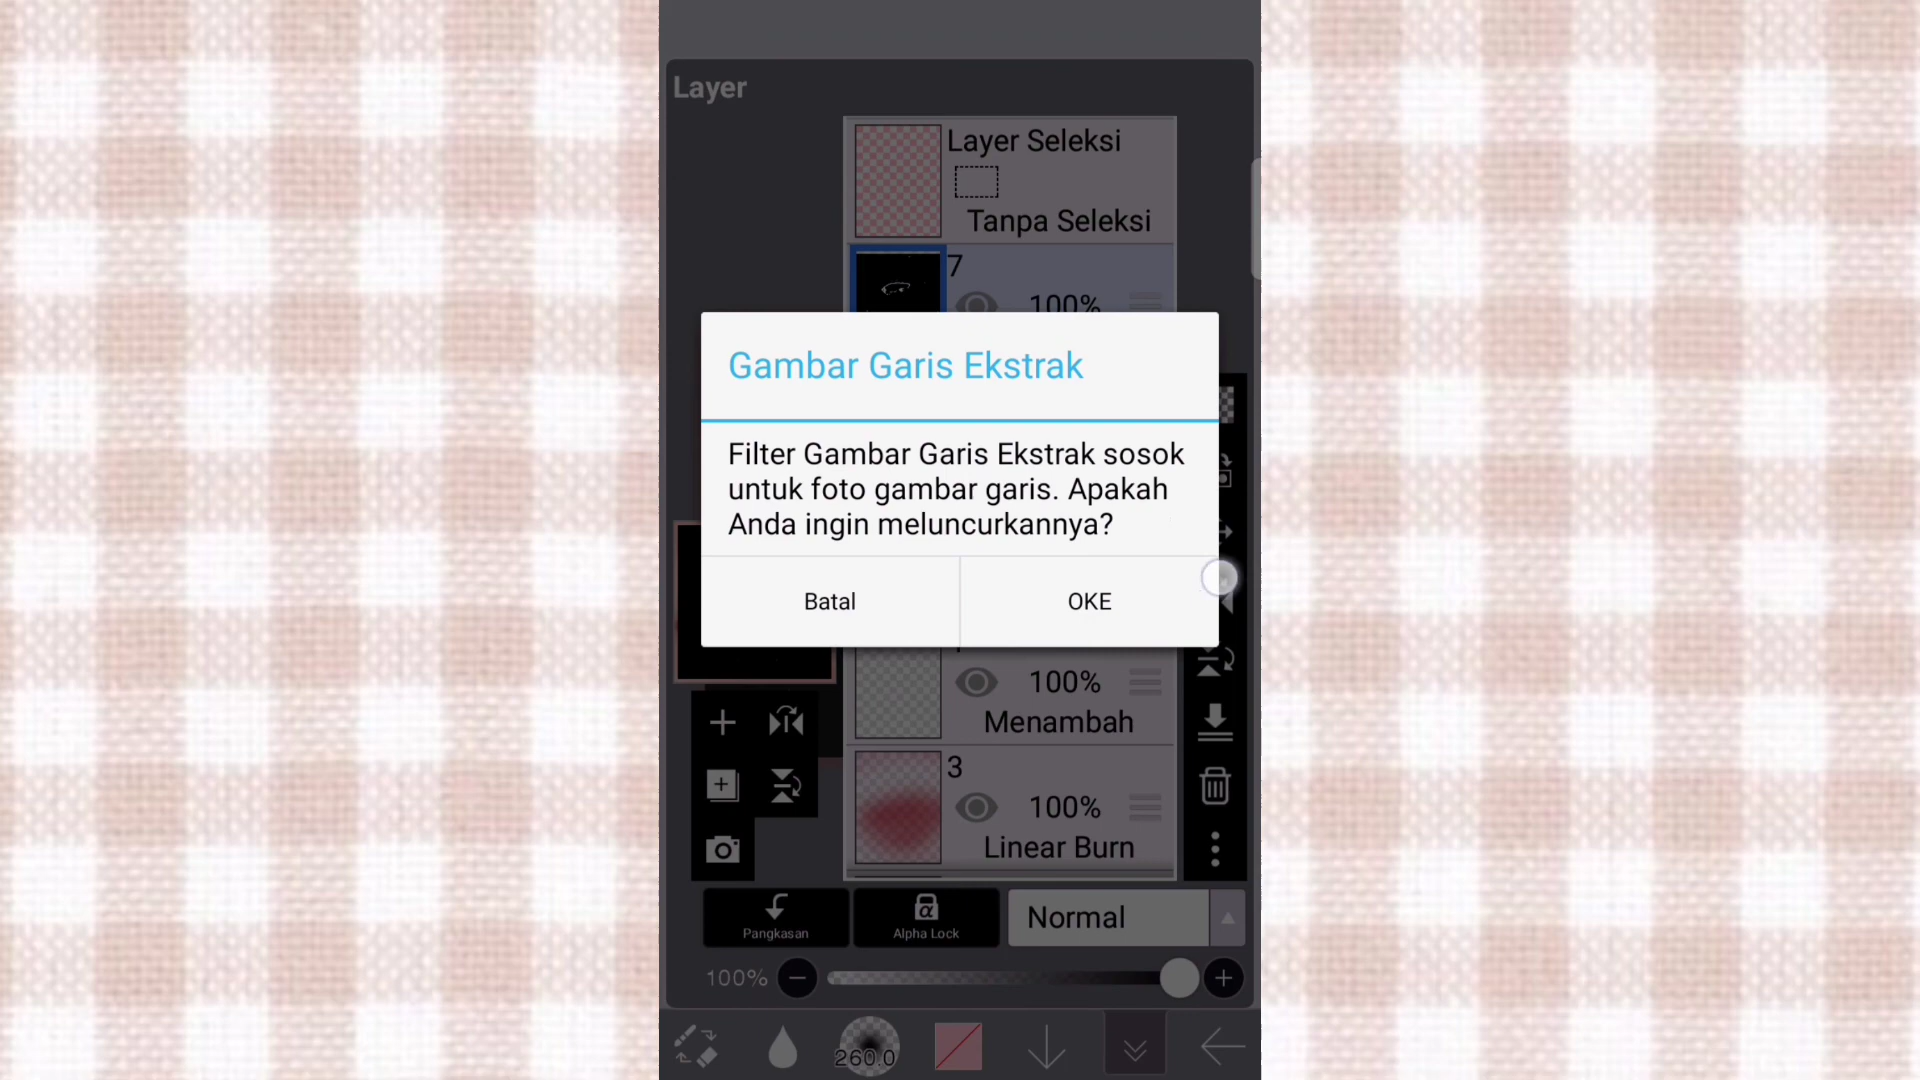 Layer
Layer Seleksi
Tanpa Seleksi
7
100%
Gambar Garis Ekstrak
Filter Gambar Garis Ekstrak sosok
untuk foto gambar garis. Apakah
Anda ingin meluncurkannya?
Batal
OKE
100%
Menambah
3
100%
Linear Burn
Pangkasan
Alpha Lock
Normal
100%
260.0